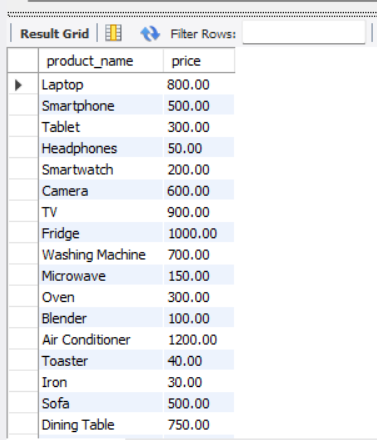 Result Grid Filter Rows:
product_name price
Laptop 800.00
Smartphone 500.00
Tablet 300.00
Headphones 50.00
Smartwatch 200.00
Camera 600.00
TV 900.00
Fridge 1000.00
Washing Machine 700.00
Microwave 150.00
Oven 300.00
Blender 100.00
Air Conditioner 1200.00
Toaster 40.00
Iron 30.00
Sofa 500.00
Dining Table 750.00